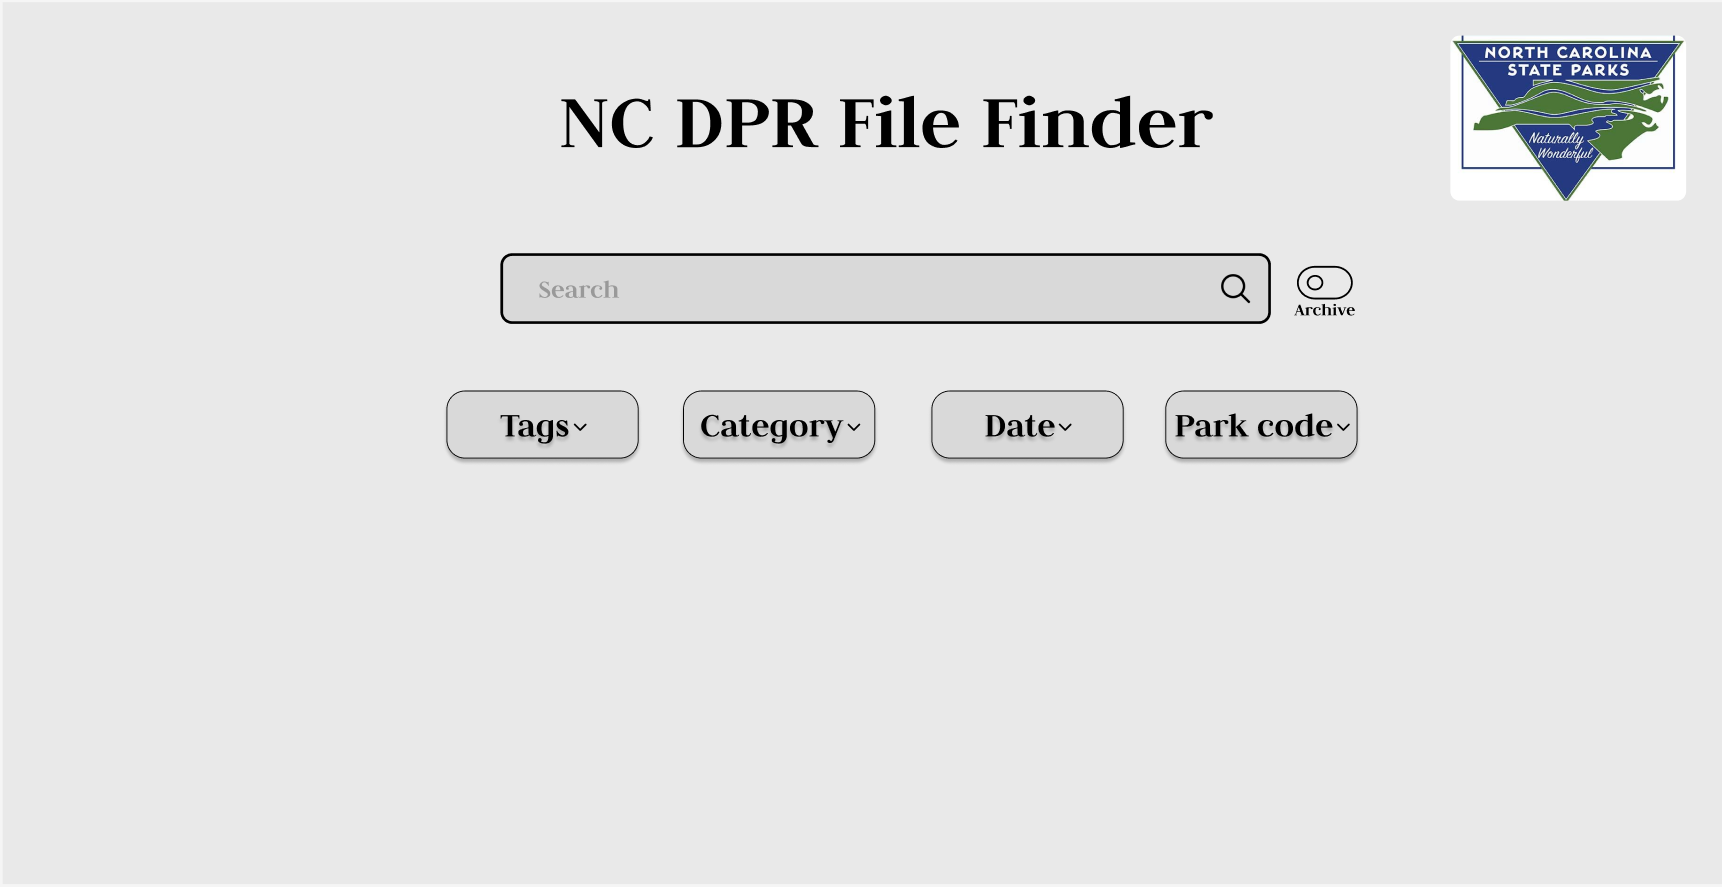 NORTH CAROLINA
STATE PARKS
Naturally
Wonderful
NC DPR File Finder
Search
Archive
Tags
Category
Date
Park code